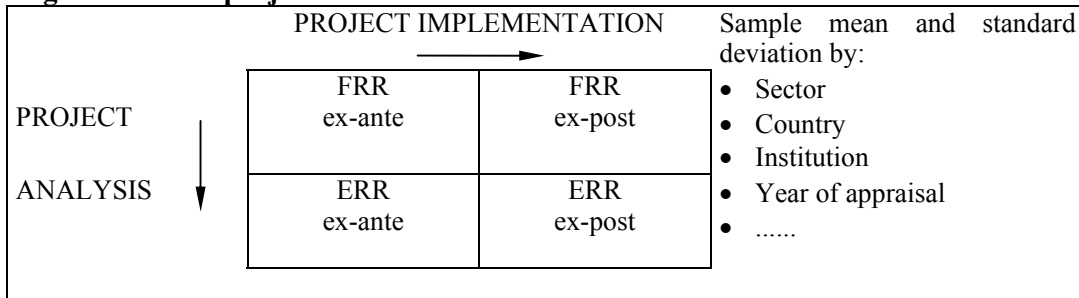 PROJECT IMPLEMENTATION
Sample mean and standard
deviation by:
FRR
ex-ante
FRR
ex-post
• Sector
PROJECT
• Country
• Institution
ANALYSIS
ERR
ex-ante
ERR
ex-post
• Year of appraisal
• ......